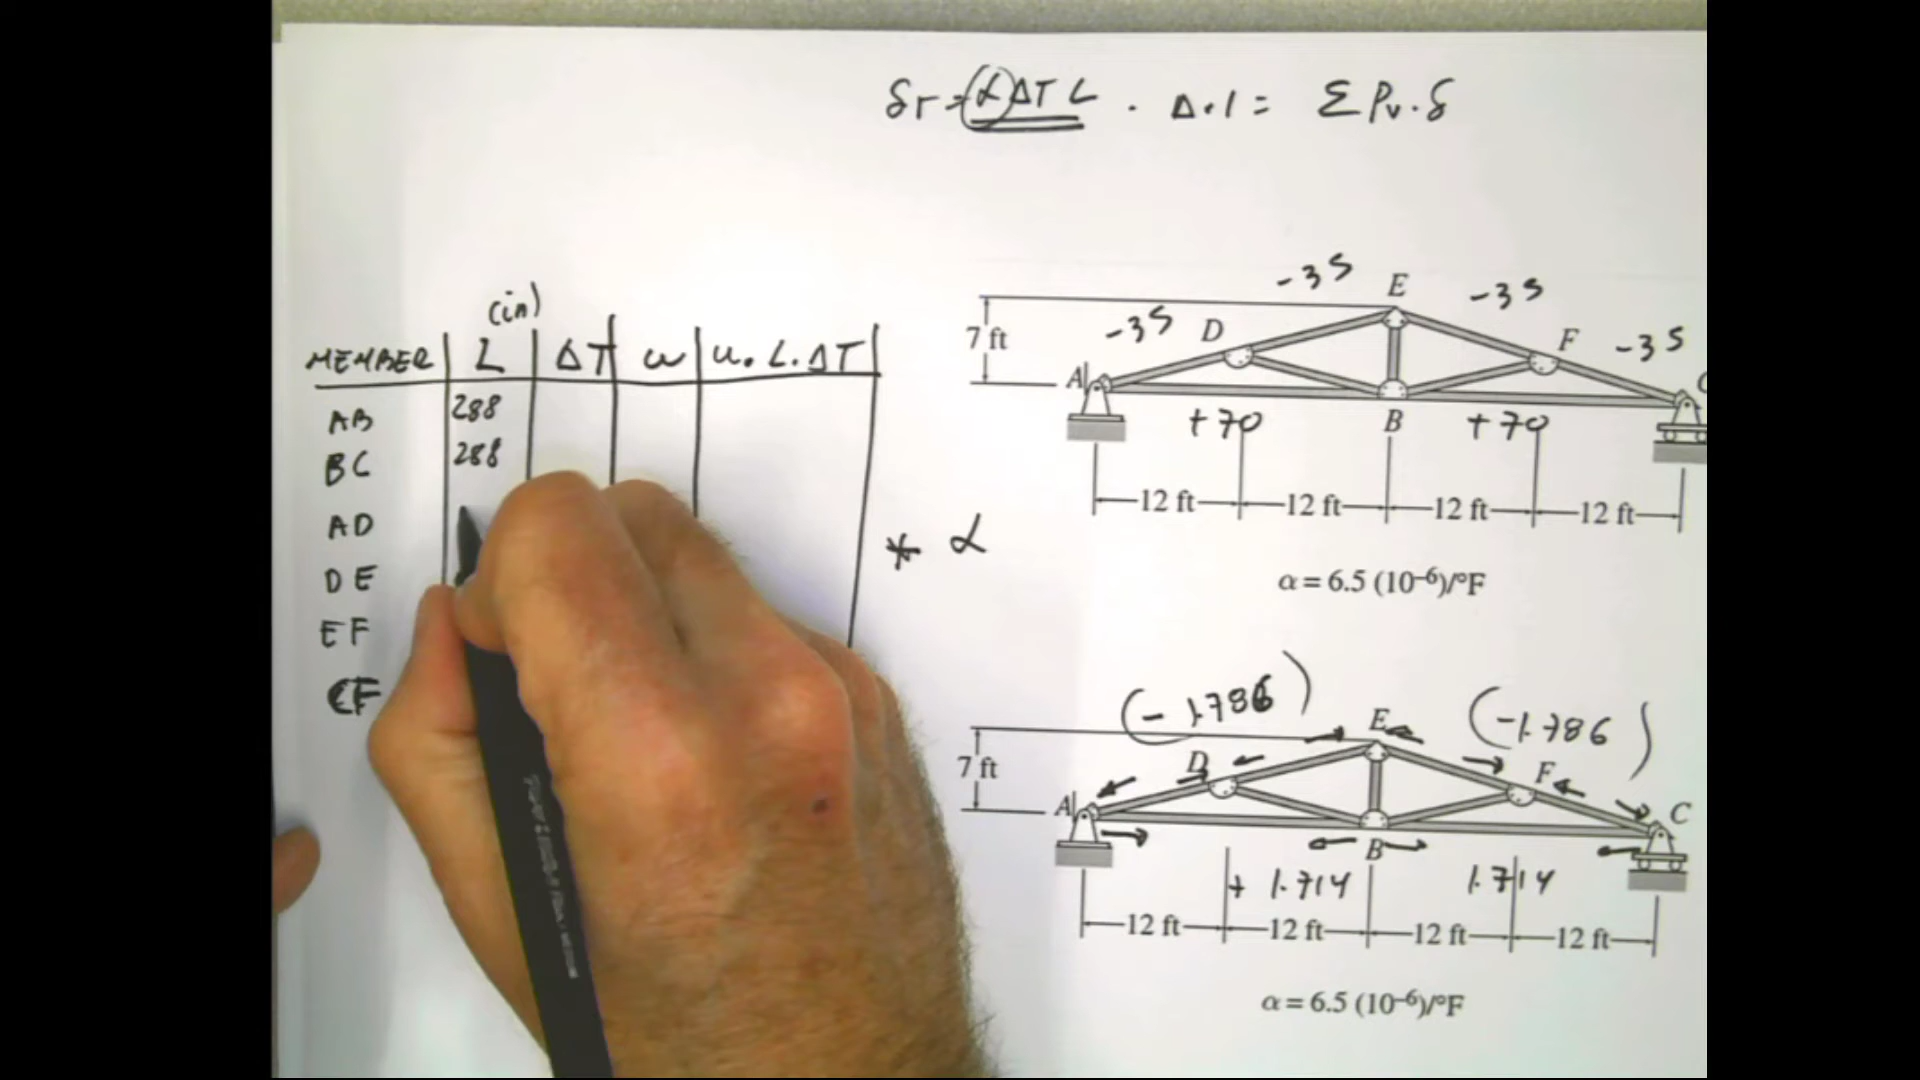 δT = α ΔT L . Δ.1 = Σ Pv . δ
(in)
MEMBER L ΔT u u. L. ΔT
AB 288
BC 288
AD
DE
EF
CF
* α
-35 E -35
-35 D F -35
7 ft
A B C
+70 +70
12 ft 12 ft 12 ft 12 ft
α = 6.5 (10–6)/°F
(-1.786) (-1.786)
E
7 ft D F
A B C
+ 1.714 1.714
12 ft 12 ft 12 ft 12 ft
α = 6.5 (10–6)/°F